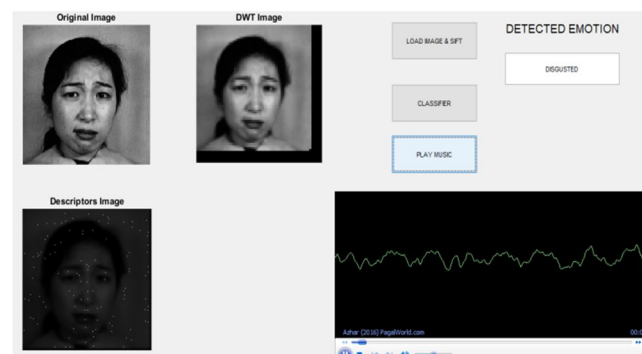 Original Image
DWT Image
LOAD IMAGE & SIFT
DETECTED EMOTION
DISGUSTED
CLASSIFIER
PLAY MUSIC
Descriptors Image
Azhar (2016) PagalWorld.com